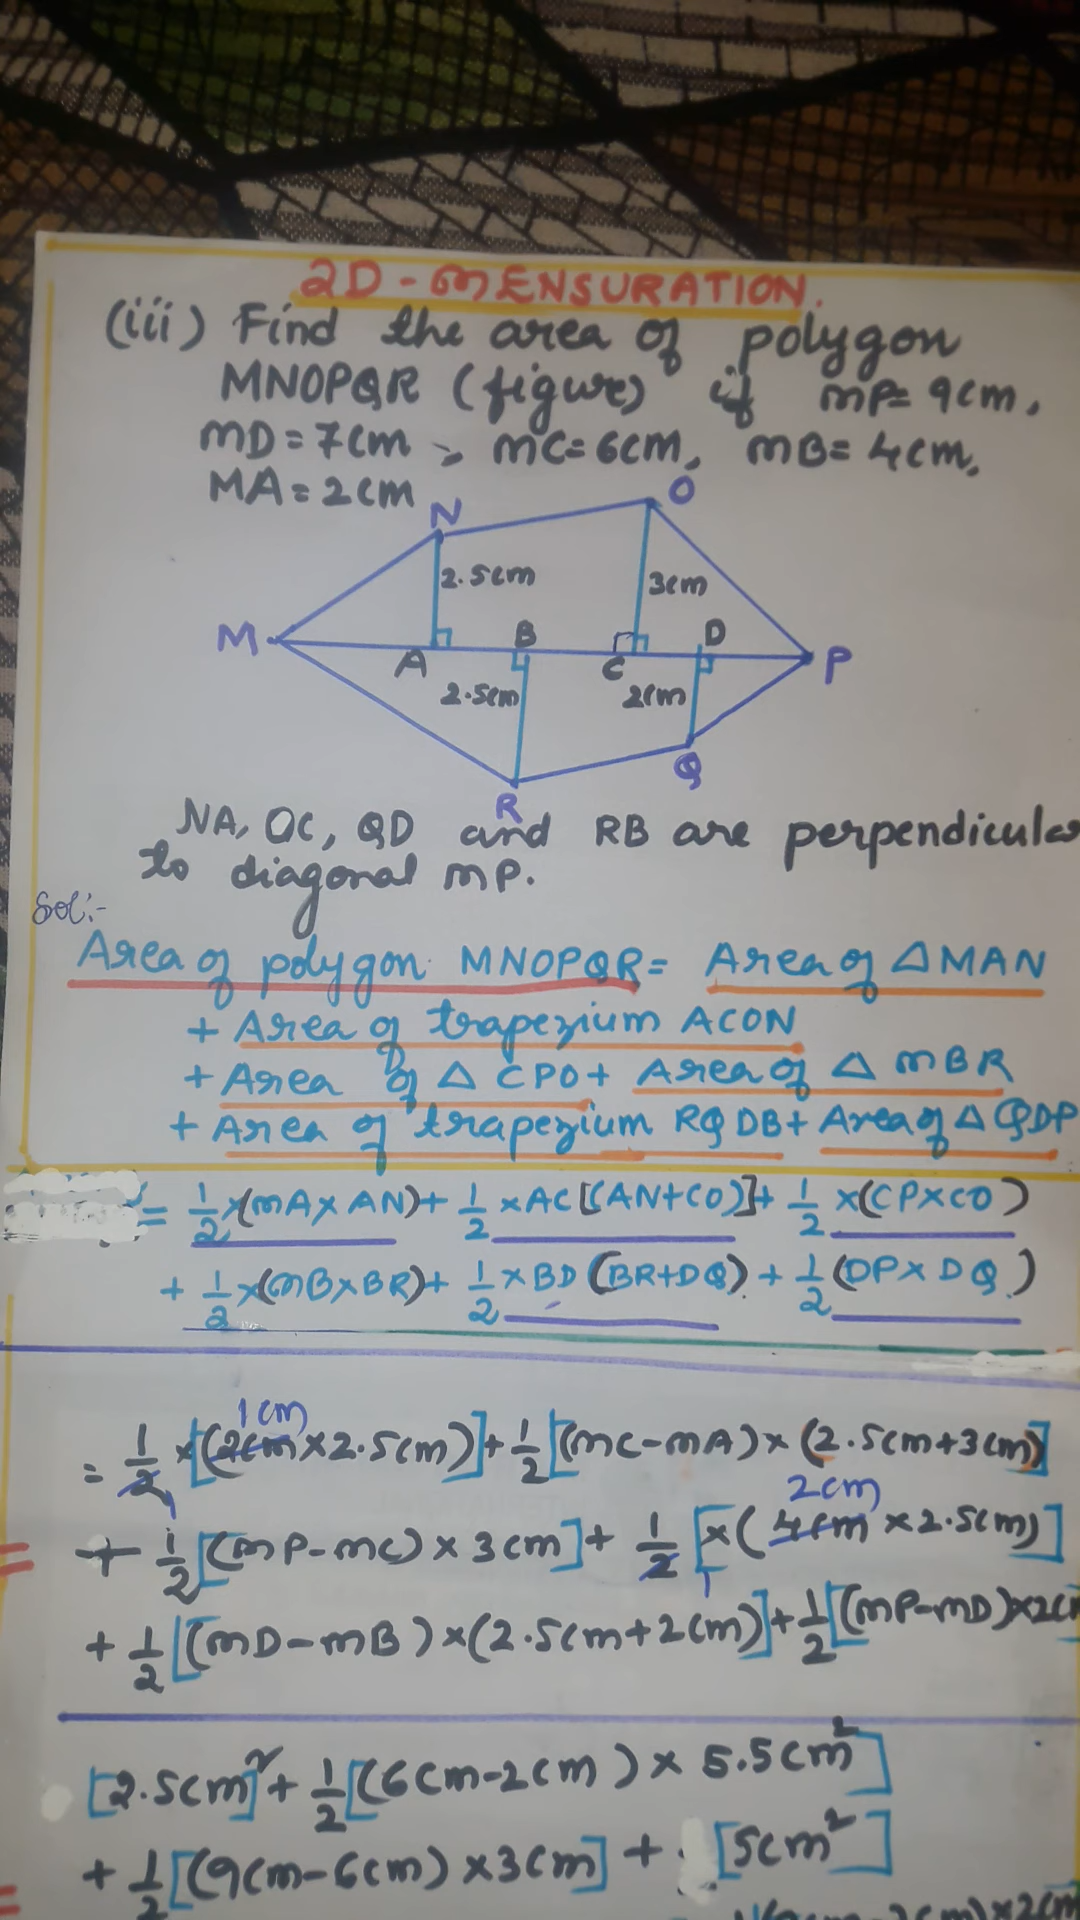 2D-MENSURATION.
(iii) Find the area of polygon
MNOPQR (figure) if MP= 9cm,
MD=7cm, MC=6cm, MB=4cm,
MA=2cm
N O
2.5cm 3cm
M A B C D P
2.5cm 2cm
R Q
NA, OC, QD and RB are perpendicular
to diagonal MP.
Sol:-
Area of polygon MNOPQR= Area of △MAN
+ Area of trapezium ACON
+ Area of △ CPO+ Area of △ MBR
+ Area of trapezium RQDB+ Area of △ QDP
= 1/2 ×(MA×AN)+ 1/2 ×AC[(AN+CO)]+ 1/2 ×(CP×CO)
+ 1/2 ×(MB×BR)+ 1/2 ×BD (BR+DQ) + 1/2 (DP×DQ)
1cm
= 1/2 ×[(2cm×2.5cm)]+ 1/2 [(MC-MA)×(2.5cm+3cm)]
1 2cm
+ 1/2 [(MP-MC)×3cm]+ 1/2 [×(4cm×2.5cm)]
1
+ 1/2 [(MD-MB)×(2.5cm+2cm)]+ 1/2 [(MP-MD)×2c
[2.5cm]²+ 1/2 [(6cm-2cm)× 5.5cm²]
+ 1/2 [(9cm-6cm)×3cm] + [5cm²]